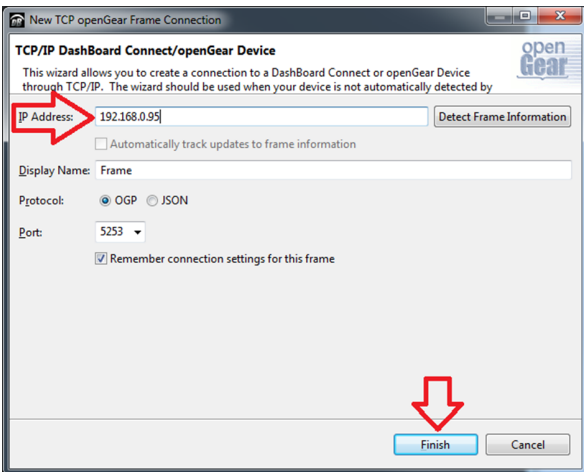 New TCP openGear Frame Connection
TCP/IP DashBoard Connect/openGear Device
open
Gear
This wizard allows you to create a connection to a DashBoard Connect or openGear Device
through TCP/IP. The wizard should be used when your device is not automatically detected by
IP Address: 192.168.0.95 Detect Frame Information
Automatically track updates to frame information
Display Name: Frame
Protocol: OGP JSON
Port: 5253
Remember connection settings for this frame
Finish Cancel